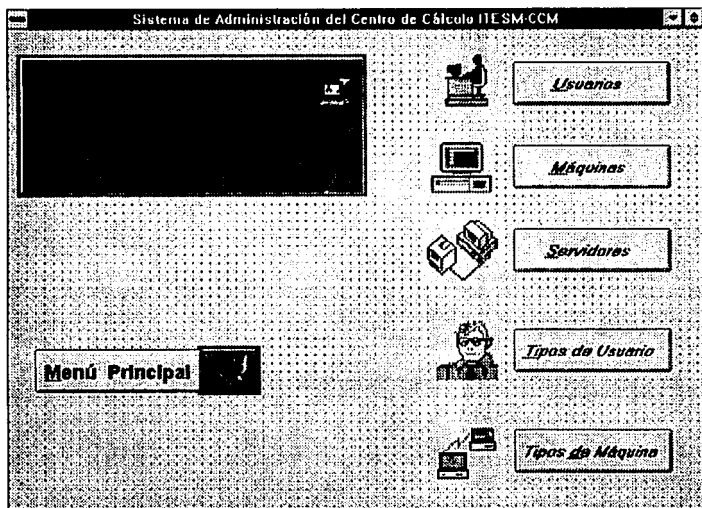 Sistema de Administración del Centro de Cálculo ITESM-CCM
Usuarios
Máquinas
Servidores
Menú Principal
Tipos de Usuario
Tipos de Máquina